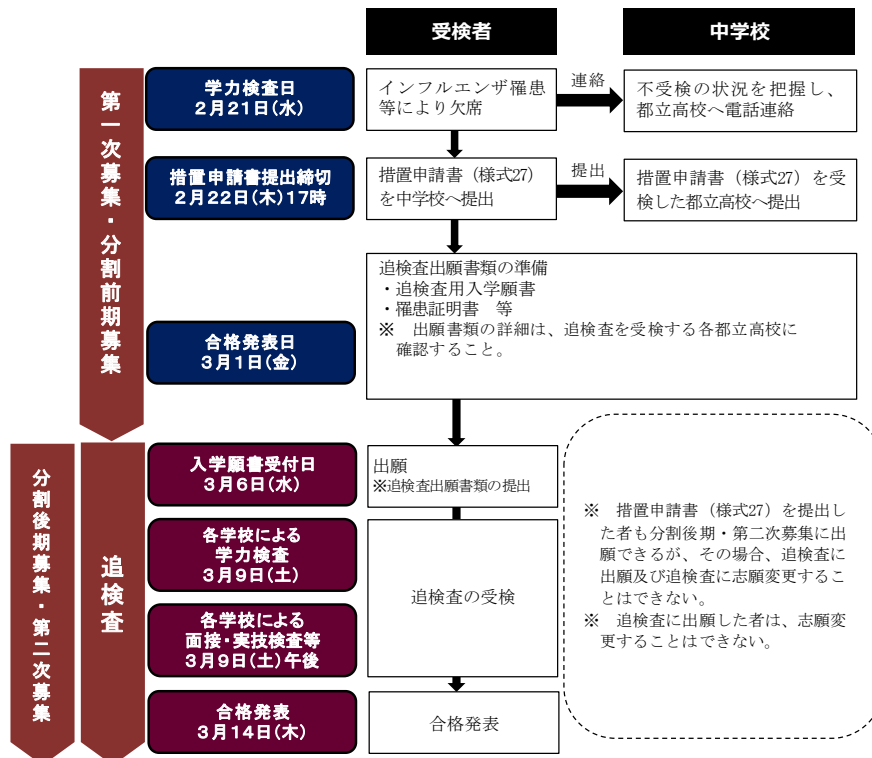 受検者
中学校
第一次募集・分割前期募集
学力検査日
2月21日(水)
インフルエンザ罹患
等により欠席
連絡
不受検の状況を把握し、
都立高校へ電話連絡
措置申請書提出締切
2月22日(木)17時
措置申請書（様式27）
を中学校へ提出
提出
措置申請書（様式27）を受
検した都立高校へ提出
追検査出願書類の準備
・追検査用入学願書
・罹患証明書　等
※　出願書類の詳細は、追検査を受検する各都立高校に
確認すること。
合格発表日
3月1日(金)
分割後期募集・第二次募集
追検査
入学願書受付日
3月6日(水)
出願
※追検査出願書類の提出
各学校による
学力検査
3月9日(土)
追検査の受検
各学校による
面接・実技検査等
3月9日(土)午後
合格発表
3月14日(木)
合格発表
※　措置申請書（様式27）を提出し
た者も分割後期・第二次募集に出
願できるが、その場合、追検査に
出願及び追検査に志願変更するこ
とはできない。
※　追検査に出願した者は、志願変
更することはできない。